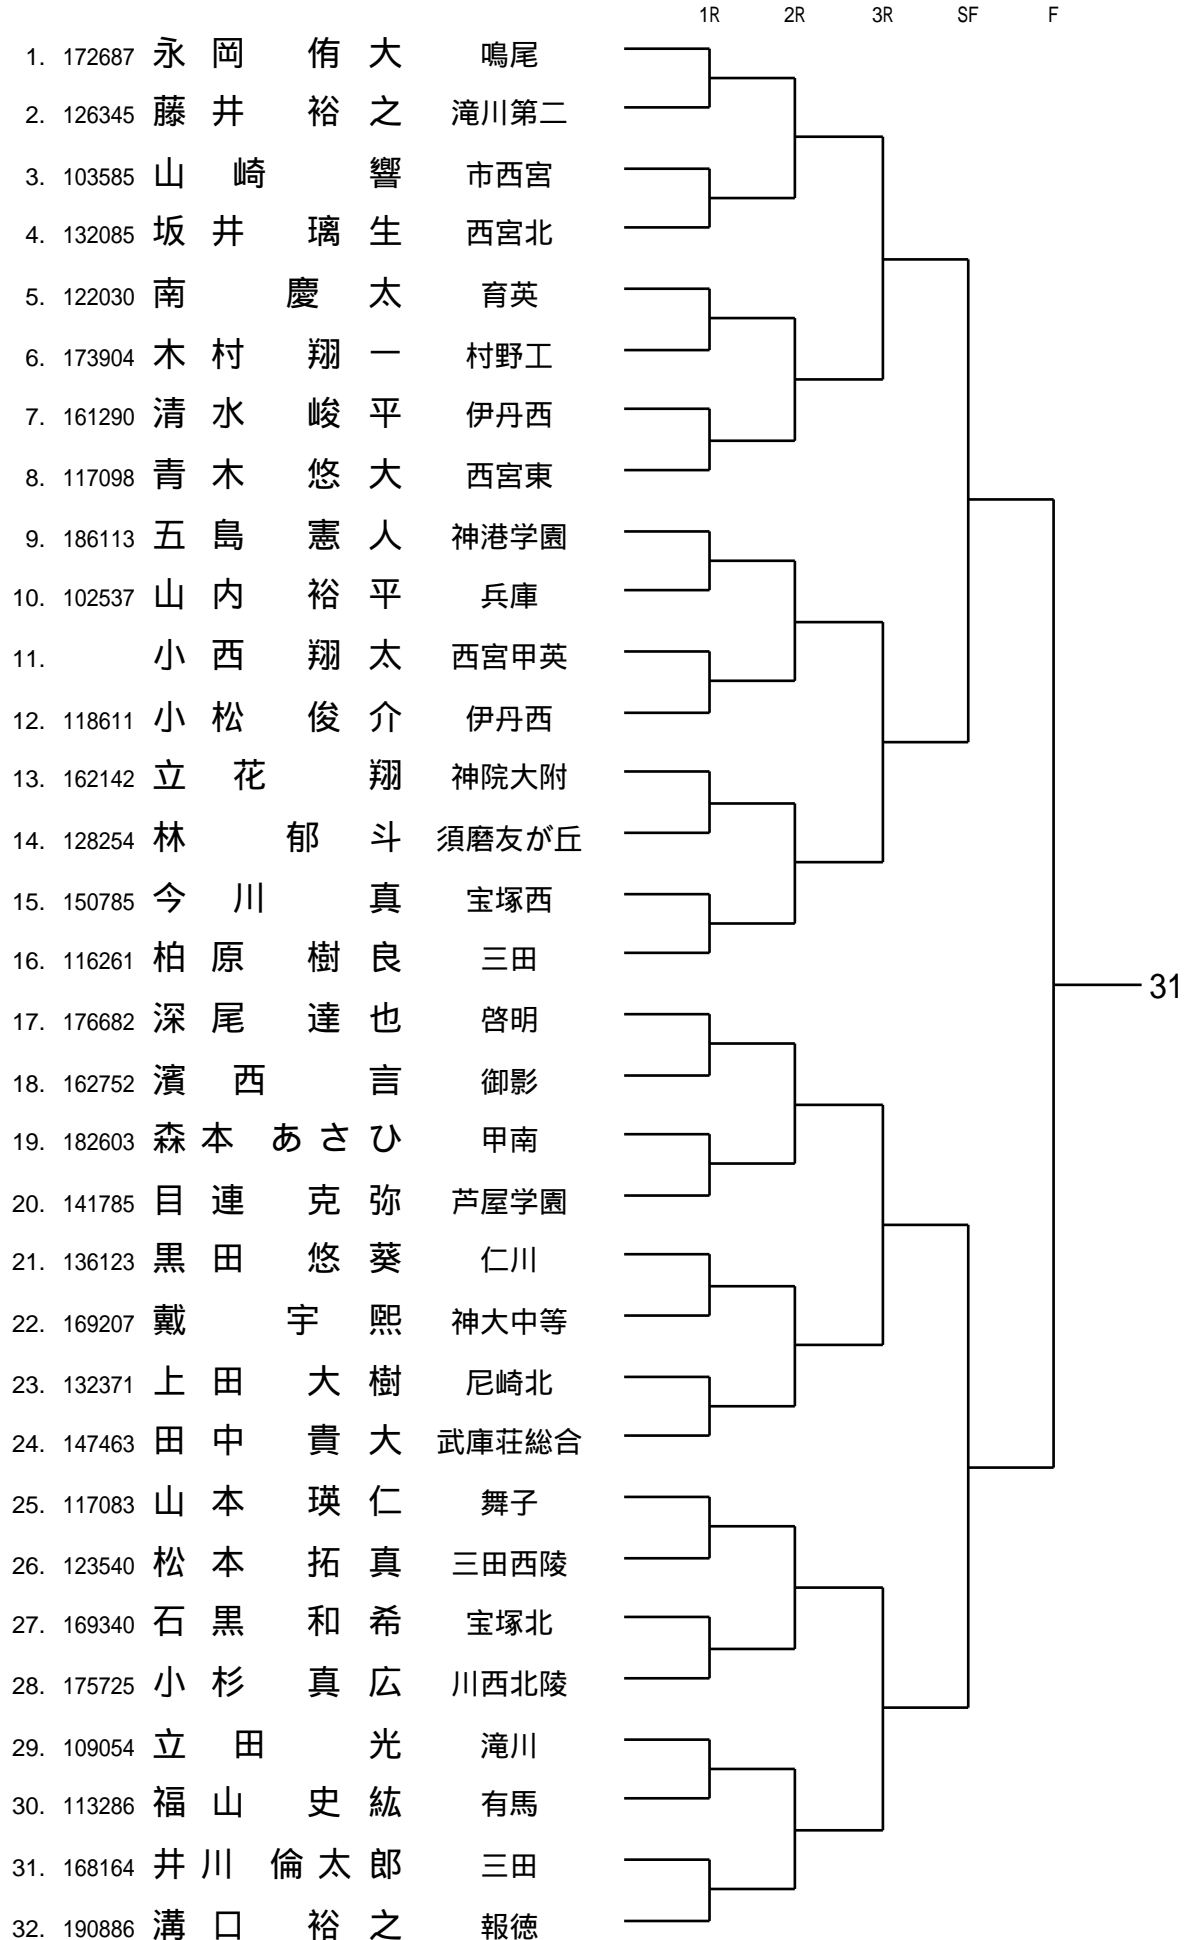 1R 2R 3R SF F
1. 172687 永岡 侑大 鳴尾
2. 126345 藤井 裕之 滝川第二
3. 103585 山崎 響 市西宮
4. 132085 坂井 璃生 西宮北
5. 122030 南 慶太 育英
6. 173904 木村 翔一 村野工
7. 161290 清水 峻平 伊丹西
8. 117098 青木 悠大 西宮東
9. 186113 五島 憲人 神港学園
10. 102537 山内 裕平 兵庫
11. 小西 翔太 西宮甲英
12. 118611 小松 俊介 伊丹西
13. 162142 立花 翔 神院大附
14. 128254 林 郁斗 須磨友が丘
15. 150785 今川 真 宝塚西
16. 116261 柏原 樹良 三田
31
17. 176682 深尾 達也 啓明
18. 162752 濱西 言 御影
19. 182603 森本 あさひ 甲南
20. 141785 目連 克弥 芦屋学園
21. 136123 黒田 悠葵 仁川
22. 169207 戴 宇熙 神大中等
23. 132371 上田 大樹 尼崎北
24. 147463 田中 貴大 武庫荘総合
25. 117083 山本 瑛仁 舞子
26. 123540 松本 拓真 三田西陵
27. 169340 石黒 和希 宝塚北
28. 175725 小杉 真広 川西北陵
29. 109054 立田 光 滝川
30. 113286 福山 史紘 有馬
31. 168164 井川 倫太郎 三田
32. 190886 溝口 裕之 報徳